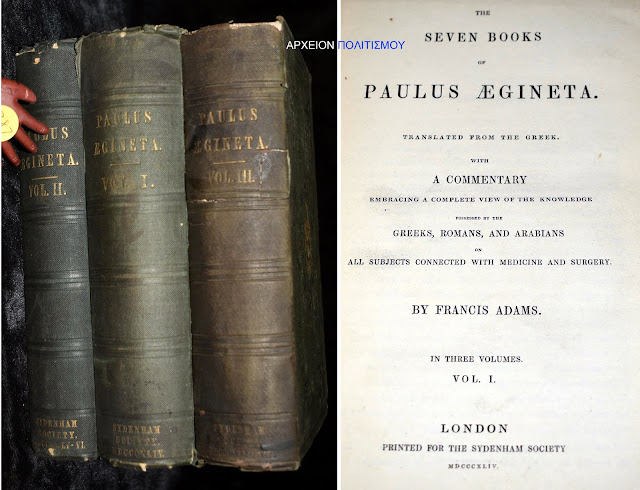 ΑΡΧΕΙΟΝ ΠΟΛΙΤΙΣΜΟΥ
PAULUS
ÆGINETA.
VOL. II.
SYDENHAM
SOCIETY,
PAULUS
ÆGINETA.
VOL. I.
SYDENHAM
SOCIETY,
MDCCCXLIV.
PAULUS
ÆGINETA.
VOL. III.
SYDENHAM
THE
SEVEN BOOKS
OF
PAULUS ÆGINETA.
TRANSLATED FROM THE GREEK.
WITH
A COMMENTARY
EMBRACING A COMPLETE VIEW OF THE KNOWLEDGE
POSSESSED BY THE
GREEKS, ROMANS, AND ARABIANS
ON
ALL SUBJECTS CONNECTED WITH MEDICINE AND SURGERY.
BY FRANCIS ADAMS.
IN THREE VOLUMES.
VOL. I.
LONDON
PRINTED FOR THE SYDENHAM SOCIETY
MDCCCXLIV.